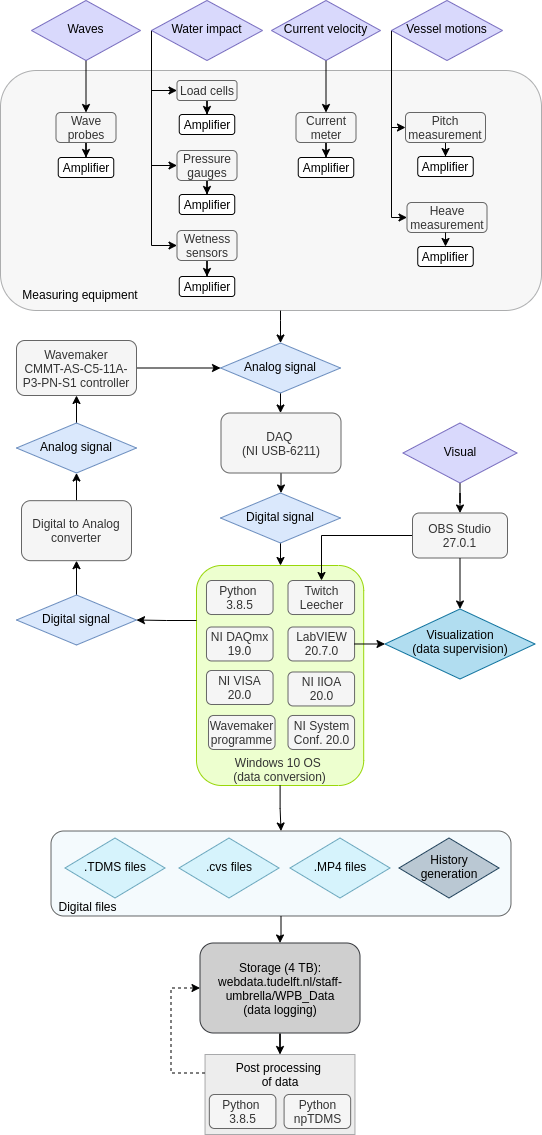 Waves
Water impact
Current velocity
Vessel motions
Load cells
Amplifier
Wave
probes
Amplifier
Current
meter
Amplifier
Pitch
measurement
Amplifier
Pressure
gauges
Amplifier
Heave
measurement
Amplifier
Wetness
sensors
Amplifier
Measuring equipment
Wavemaker
CMMT-AS-C5-11A-
P3-PN-S1 controller
Analog signal
Analog signal
DAQ
(NI USB-6211)
Visual
Digital to Analog
converter
Digital signal
OBS Studio
27.0.1
Digital signal
Python
3.8.5
Twitch
Leecher
NI DAQmx
19.0
LabVIEW
20.7.0
Visualization
(data supervision)
NI VISA
20.0
NI IIOA
20.0
Wavemaker
programme
NI System
Conf. 20.0
Windows 10 OS
(data conversion)
.TDMS files
.cvs files
.MP4 files
History
generation
Digital files
Storage (4 TB):
webdata.tudelft.nl/staff-
umbrella/WPB_Data
(data logging)
Post processing
of data
Python
3.8.5
Python
npTDMS